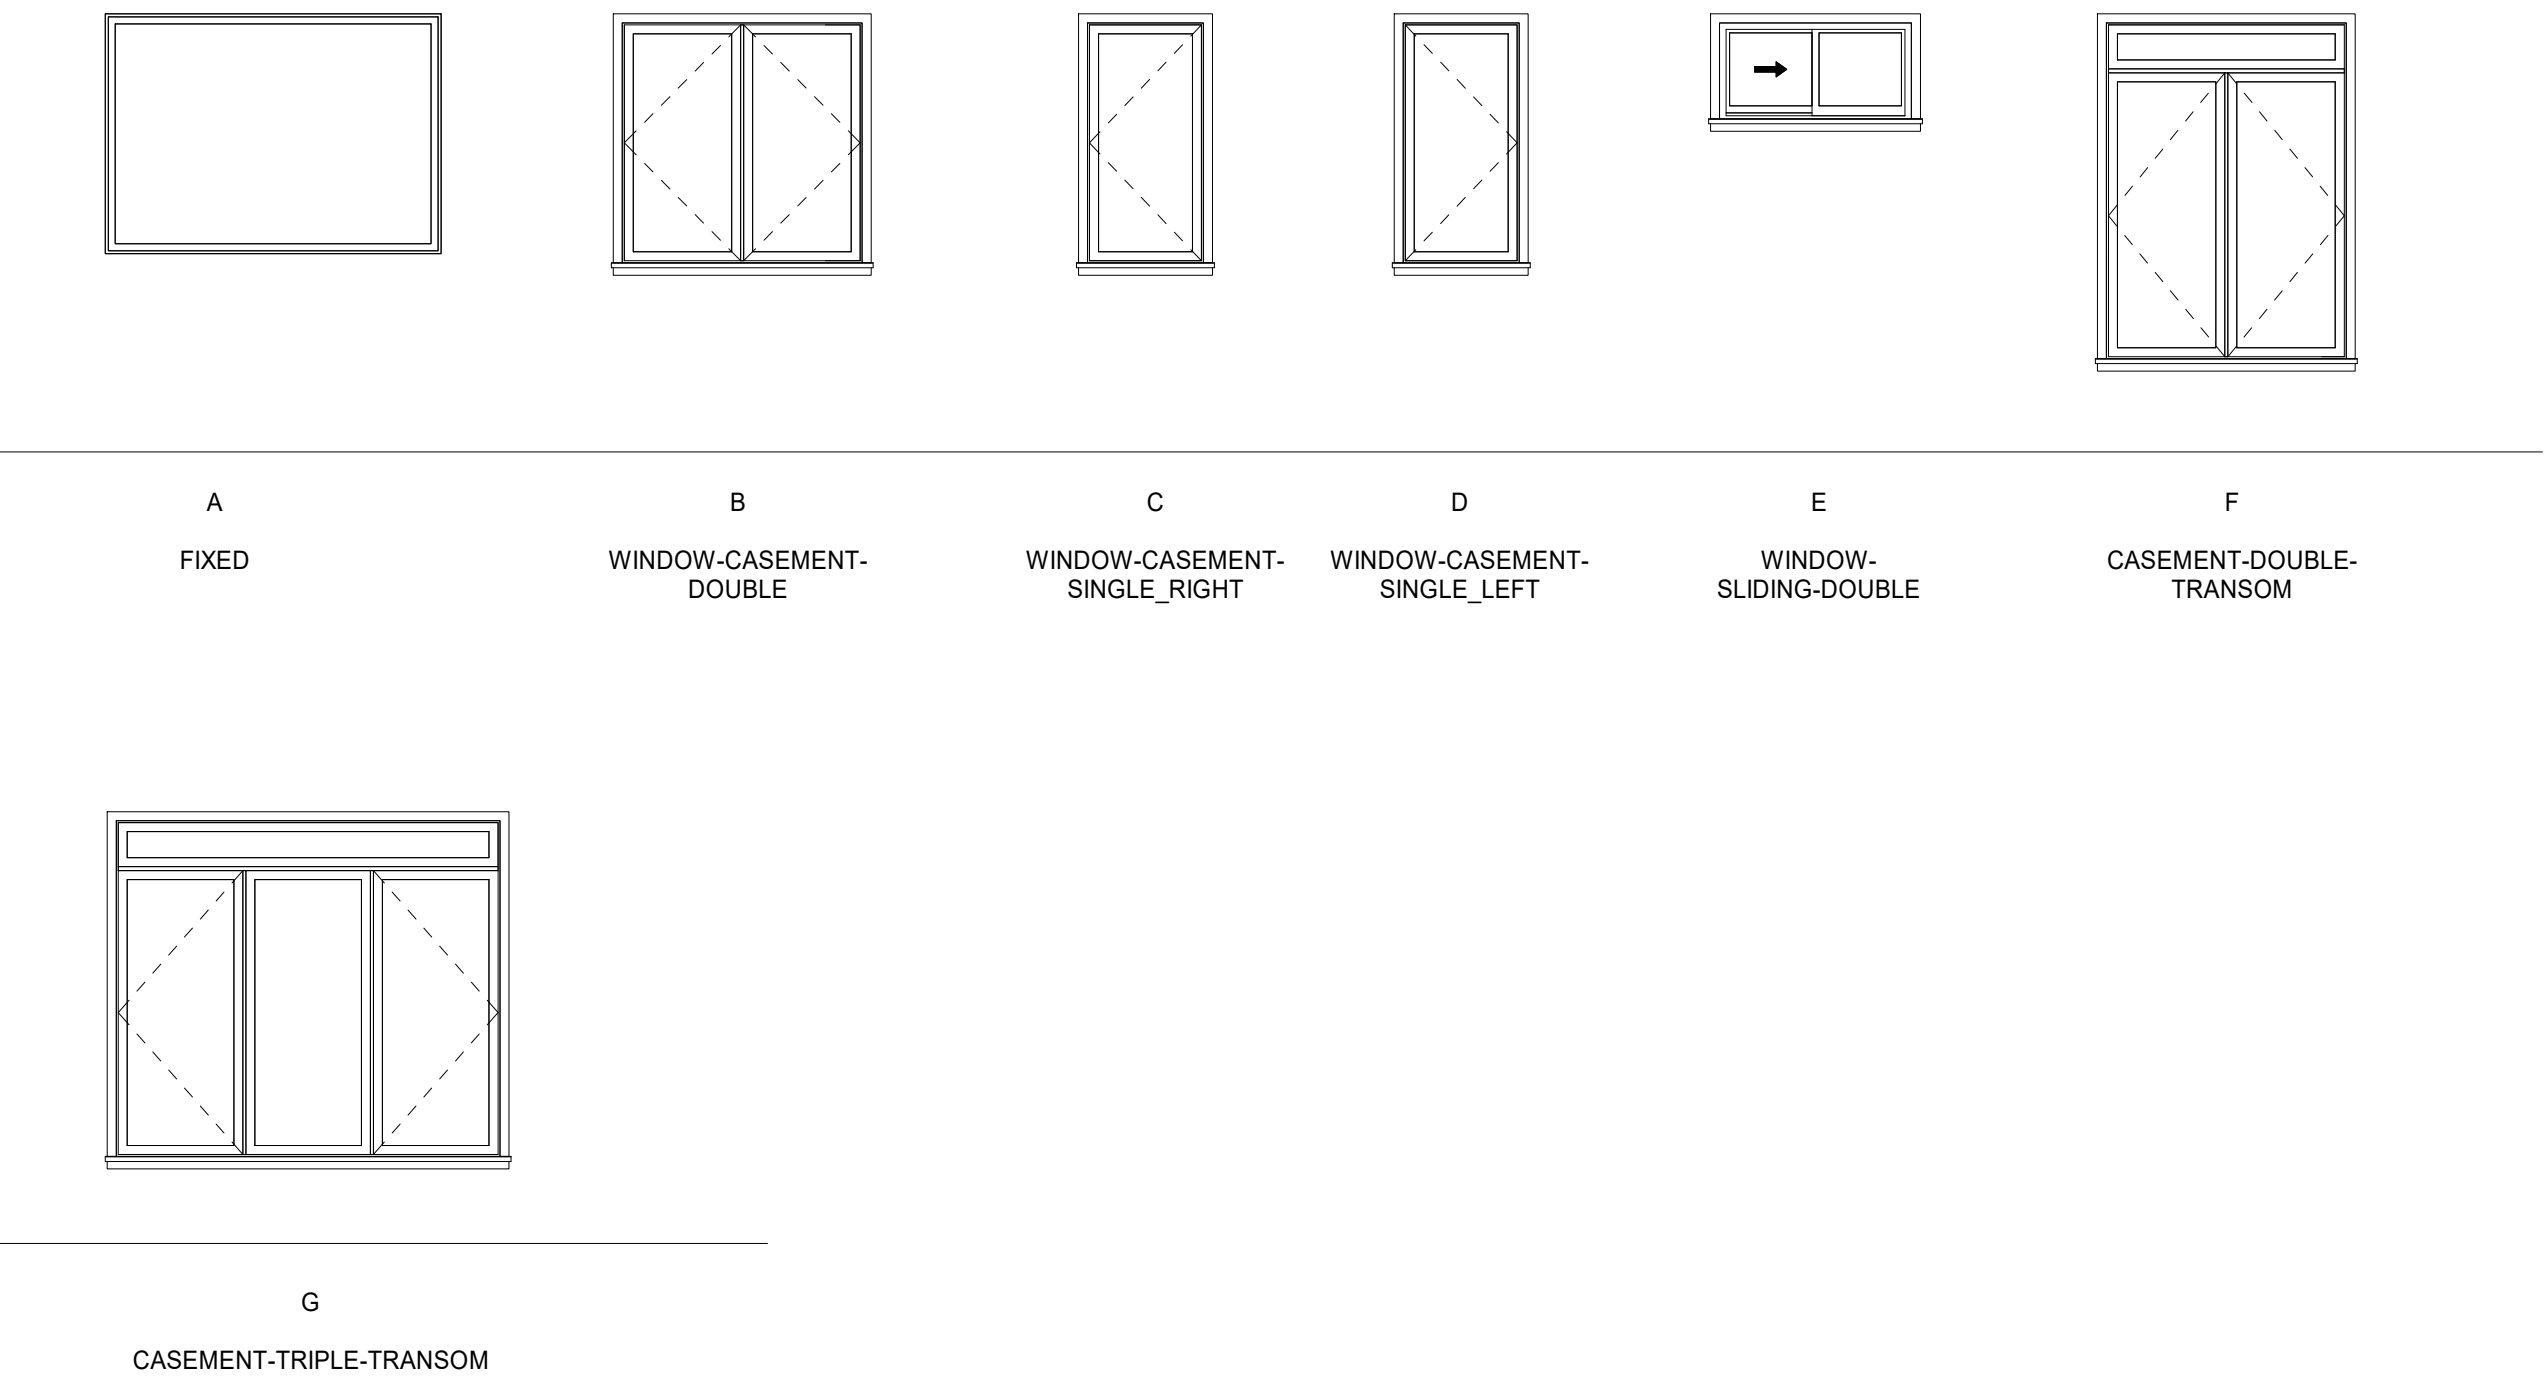 A
B
C
D
E
F
FIXED
WINDOW-CASEMENT-
DOUBLE
WINDOW-CASEMENT-
SINGLE_RIGHT
WINDOW-CASEMENT-
SINGLE_LEFT
WINDOW-
SLIDING-DOUBLE
CASEMENT-DOUBLE-
TRANSOM
G
CASEMENT-TRIPLE-TRANSOM